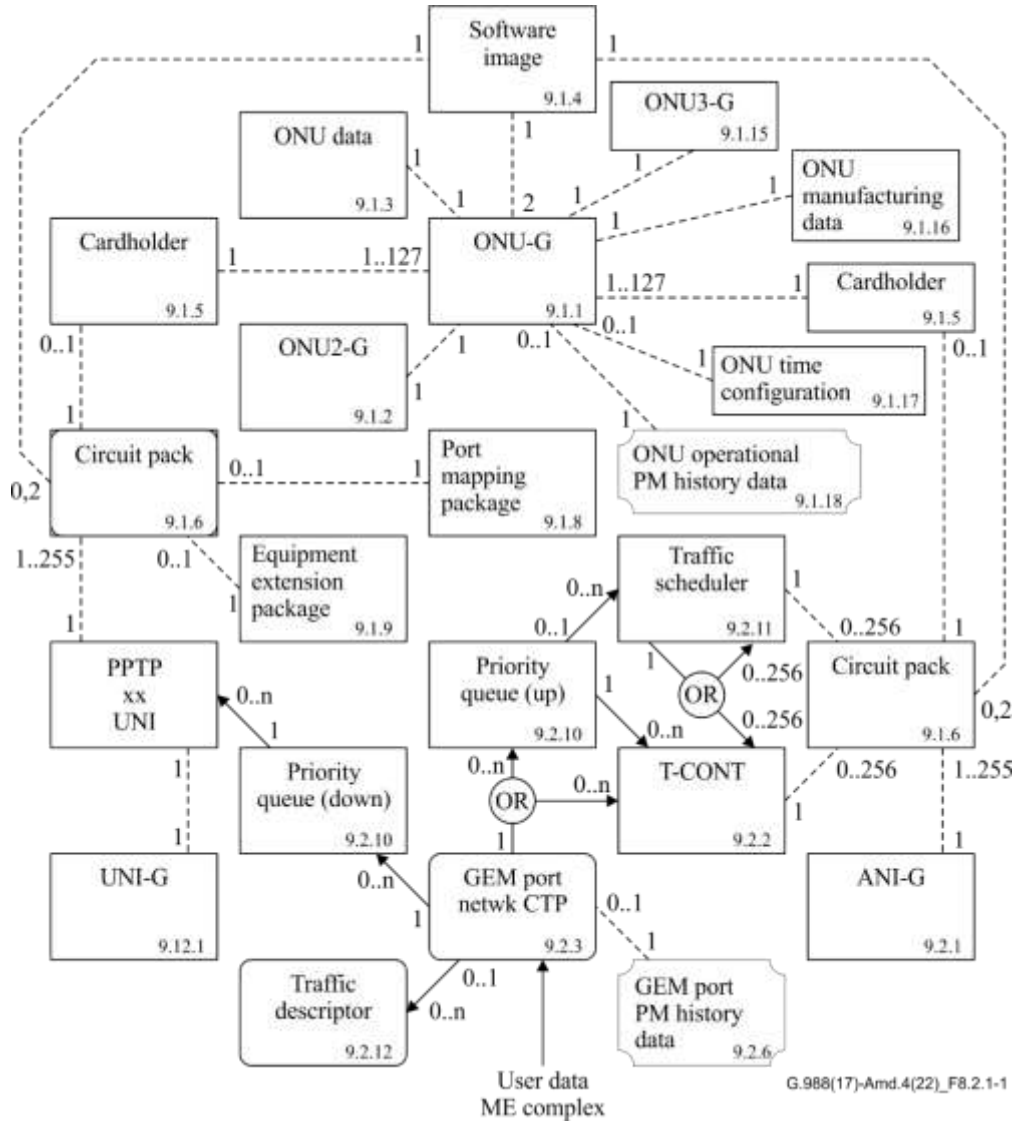 1
Software
image
9.1.4
1
ONU3-G
9.1.15
ONU data
9.1.3
1
1
1
ONU
manufacturing
data
9.1.16
1
1
2
1
1
Cardholder
9.1.5
1
1..127
ONU-G
9.1.1
1..127
1
Cardholder
9.1.5
0..1
ONU2-G
9.1.2
1
1
0..1
0..1
1
ONU time
configuration
9.1.17
0..1
1
Circuit pack
9.1.6
0,2
0..1
1
Port
mapping
package
9.1.8
1
ONU operational
PM history data
9.1.18
1..255
0..1
1
Equipment
extension
package
9.1.9
Traffic
scheduler
9.2.11
0..n
0..1
1
0..256
1
1
PPTP
xx
UNI
0..n
1
Priority
queue (up)
9.2.10
1
0..n
1
OR
0..256
0..256
Circuit pack
9.1.6
0,2
1
Priority
queue (down)
9.2.10
0..n
OR
0..n
T-CONT
9.2.2
0..256
1
1..255
1
UNI-G
9.12.1
0..n
1
1
GEM port
netwk CTP
9.2.3
0..1
1
1
ANI-G
9.2.1
Traffic
descriptor
9.2.12
0..1
0..n
GEM port
PM history
data
9.2.6
User data
ME complex
G.988(17)-Amd.4(22)_F8.2.1-1